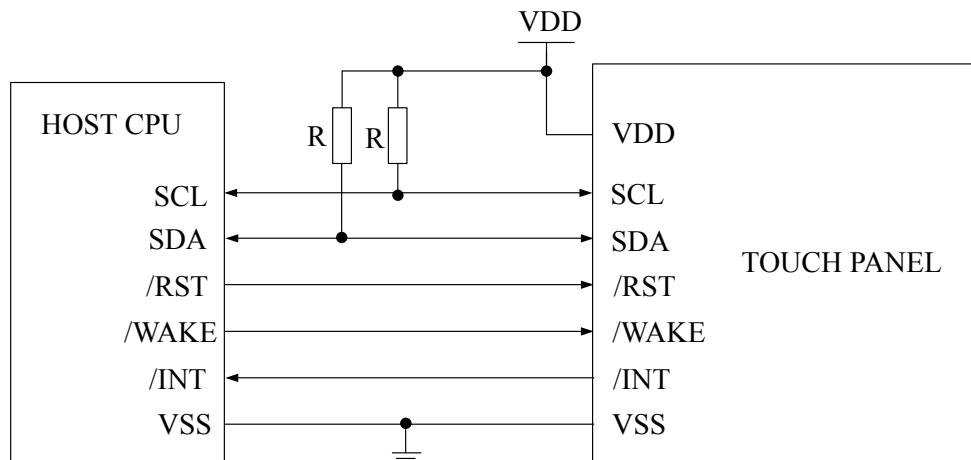 VDD
HOST CPU
R
R
VDD
SCL
SCL
SDA
SDA
TOUCH PANEL
/RST
/RST
/WAKE
/WAKE
/INT
/INT
VSS
VSS